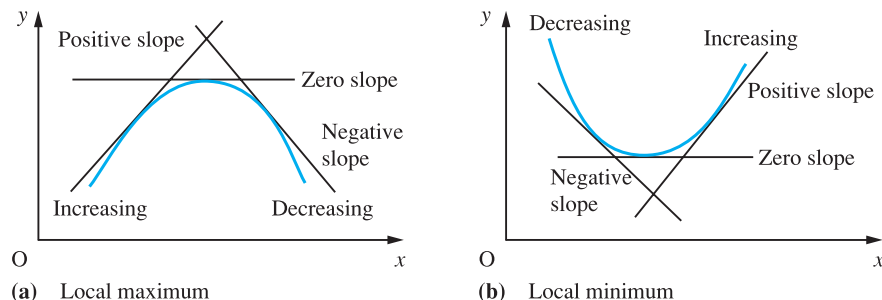 y
Positive slope
Zero slope
Negative
slope
Increasing
Decreasing
O
x
(a) Local maximum
y
Decreasing
Increasing
Positive slope
Zero slope
Negative
slope
O
x
(b) Local minimum